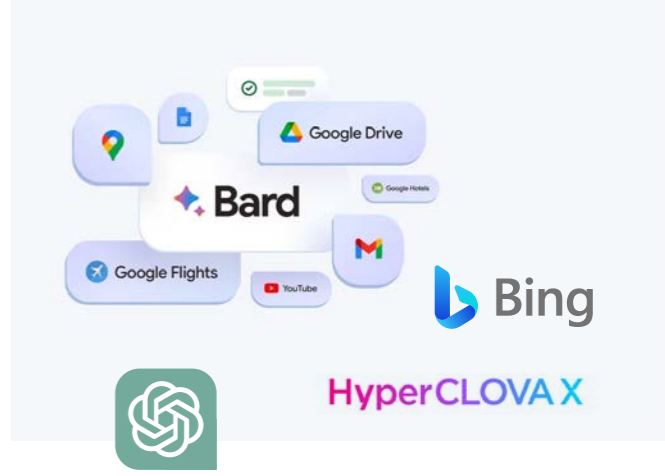 Google Drive
Google Hotels
Bard
Google Flights
YouTube
Bing
HyperCLOVA X